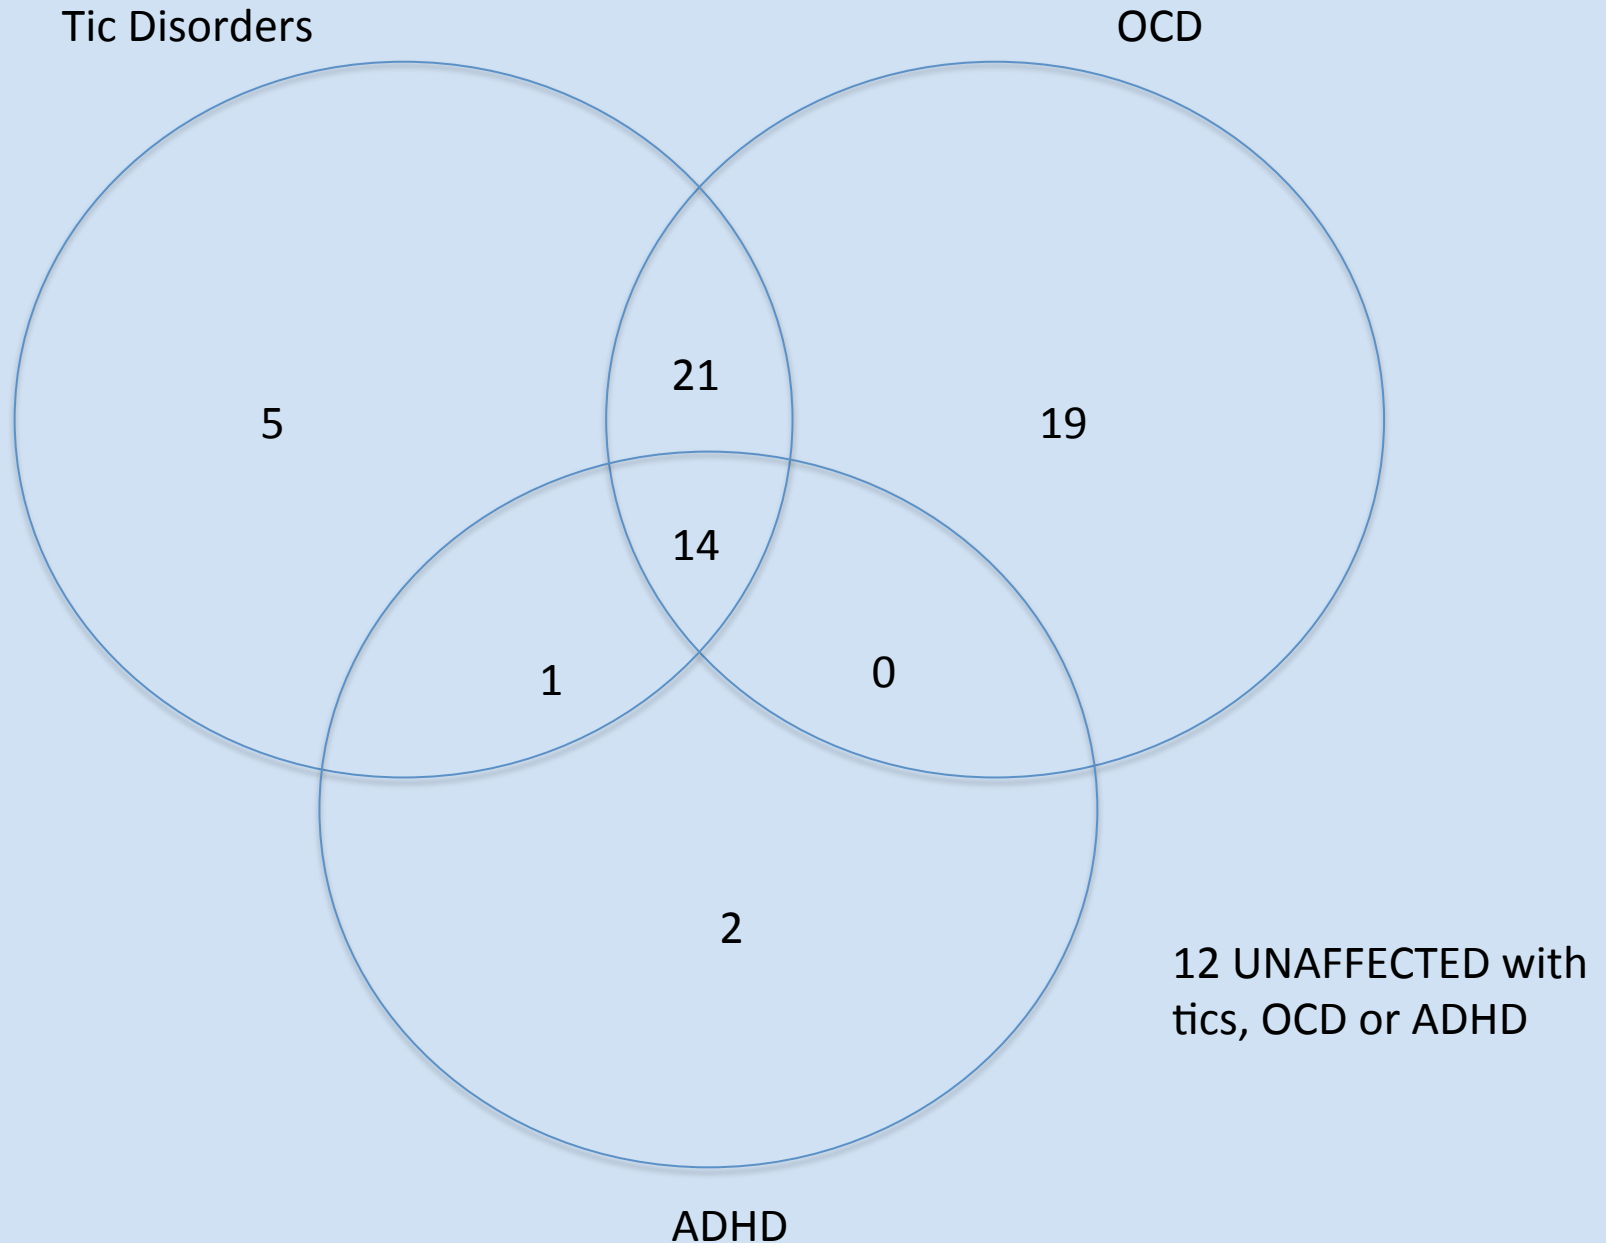 Tic Disorders
OCD
21
5
19
14
1
0
2
12 UNAFFECTED with
tics, OCD or ADHD
ADHD